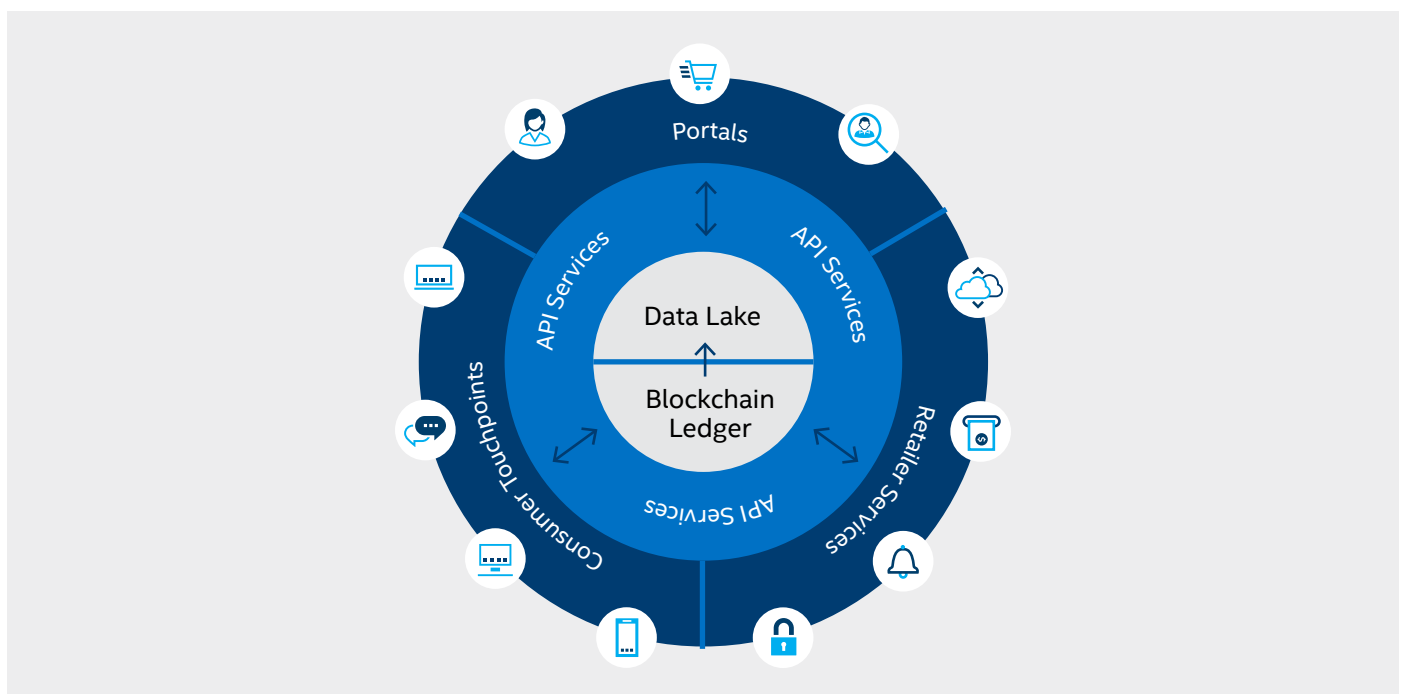 Portals
API Services
API Services
Data Lake
Blockchain
Ledger
Consumer Touchpoints
Retailer Services
API Services